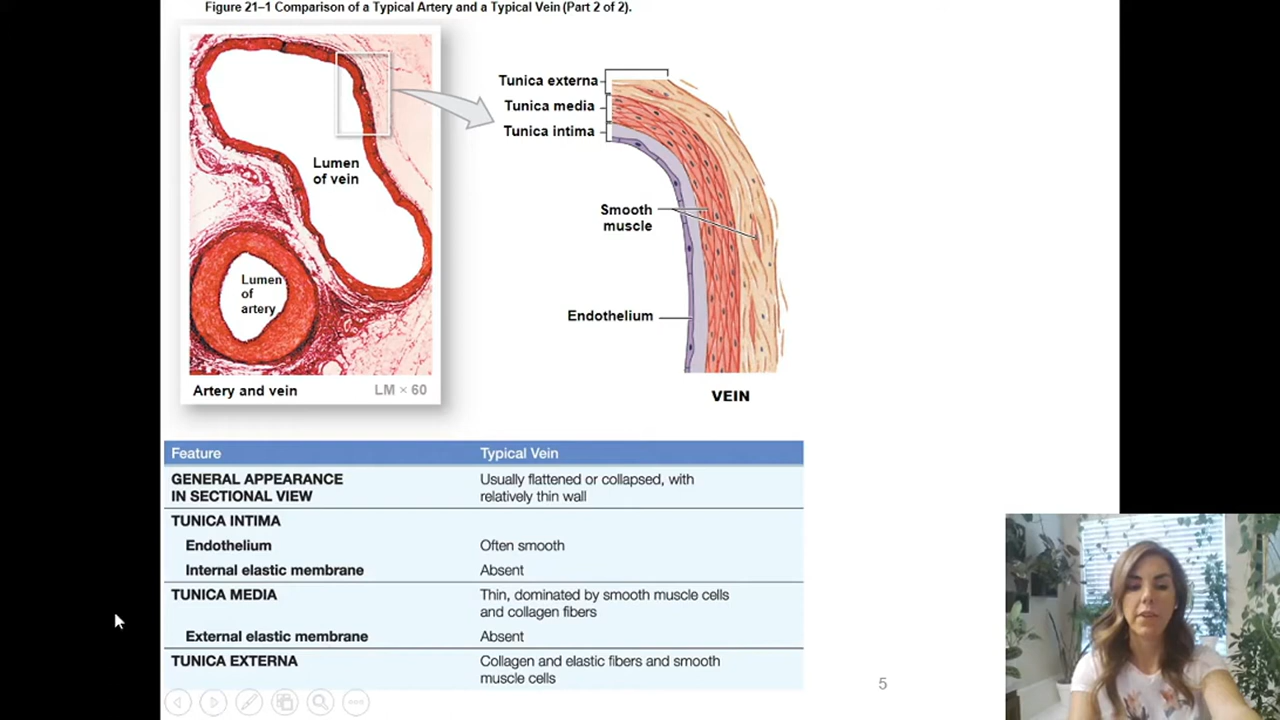 Figure 21–1 Comparison of a Typical Artery and a Typical Vein (Part 2 of 2).
Lumen
of vein
Lumen
of
artery
Artery and vein LM × 60
Tunica externa
Tunica media
Tunica intima
Smooth
muscle
Endothelium
VEIN
Feature Typical Vein
GENERAL APPEARANCE Usually flattened or collapsed, with
IN SECTIONAL VIEW relatively thin wall
TUNICA INTIMA
Endothelium Often smooth
Internal elastic membrane Absent
TUNICA MEDIA Thin, dominated by smooth muscle cells
and collagen fibers
External elastic membrane Absent
TUNICA EXTERNA Collagen and elastic fibers and smooth
muscle cells
5